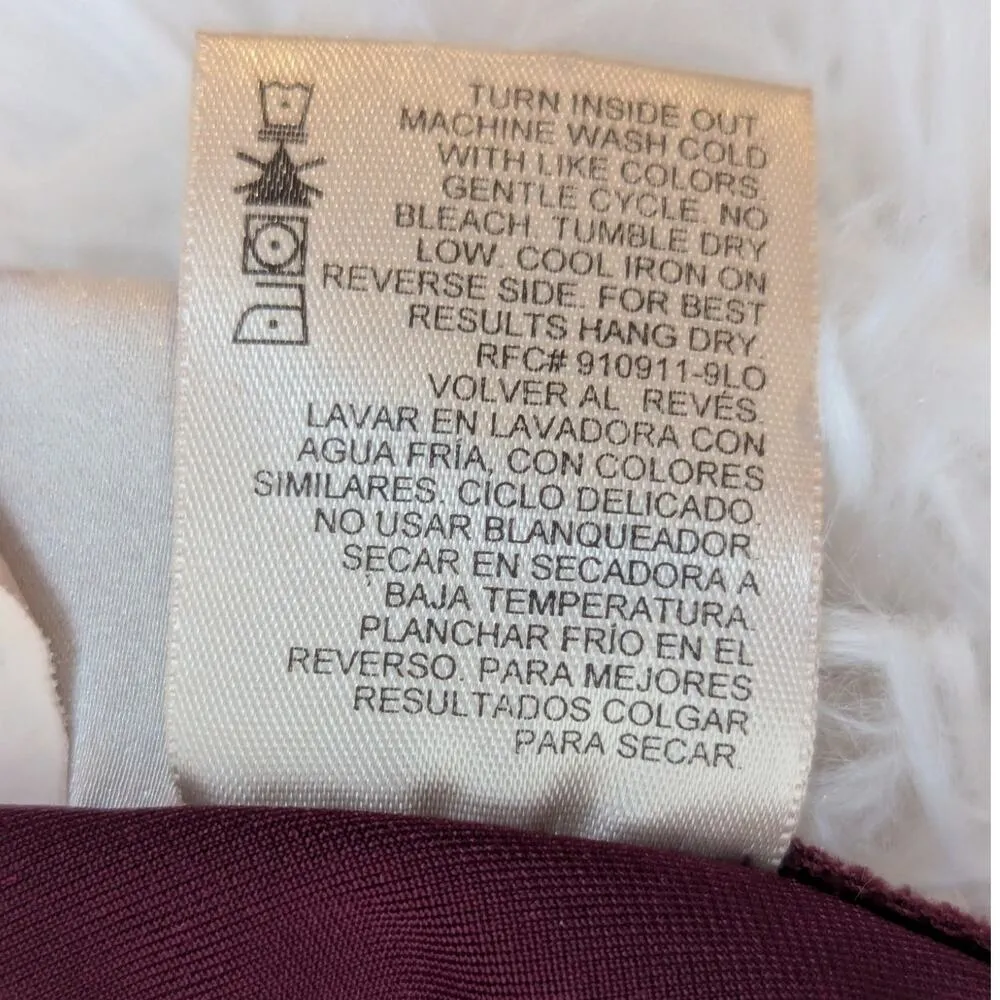 TURN INSIDE OUT.
MACHINE WASH COLD
WITH LIKE COLORS.
GENTLE CYCLE. NO
BLEACH. TUMBLE DRY
LOW. COOL IRON ON
REVERSE SIDE. FOR BEST
RESULTS HANG DRY.
RFC# 910911-9LO
VOLVER AL REVÉS.
LAVAR EN LAVADORA CON
AGUA FRÍA, CON COLORES
SIMILARES. CICLO DELICADO.
NO USAR BLANQUEADOR.
SECAR EN SECADORA A
BAJA TEMPERATURA.
PLANCHAR FRÍO EN EL
REVERSO. PARA MEJORES
RESULTADOS COLGAR
PARA SECAR.